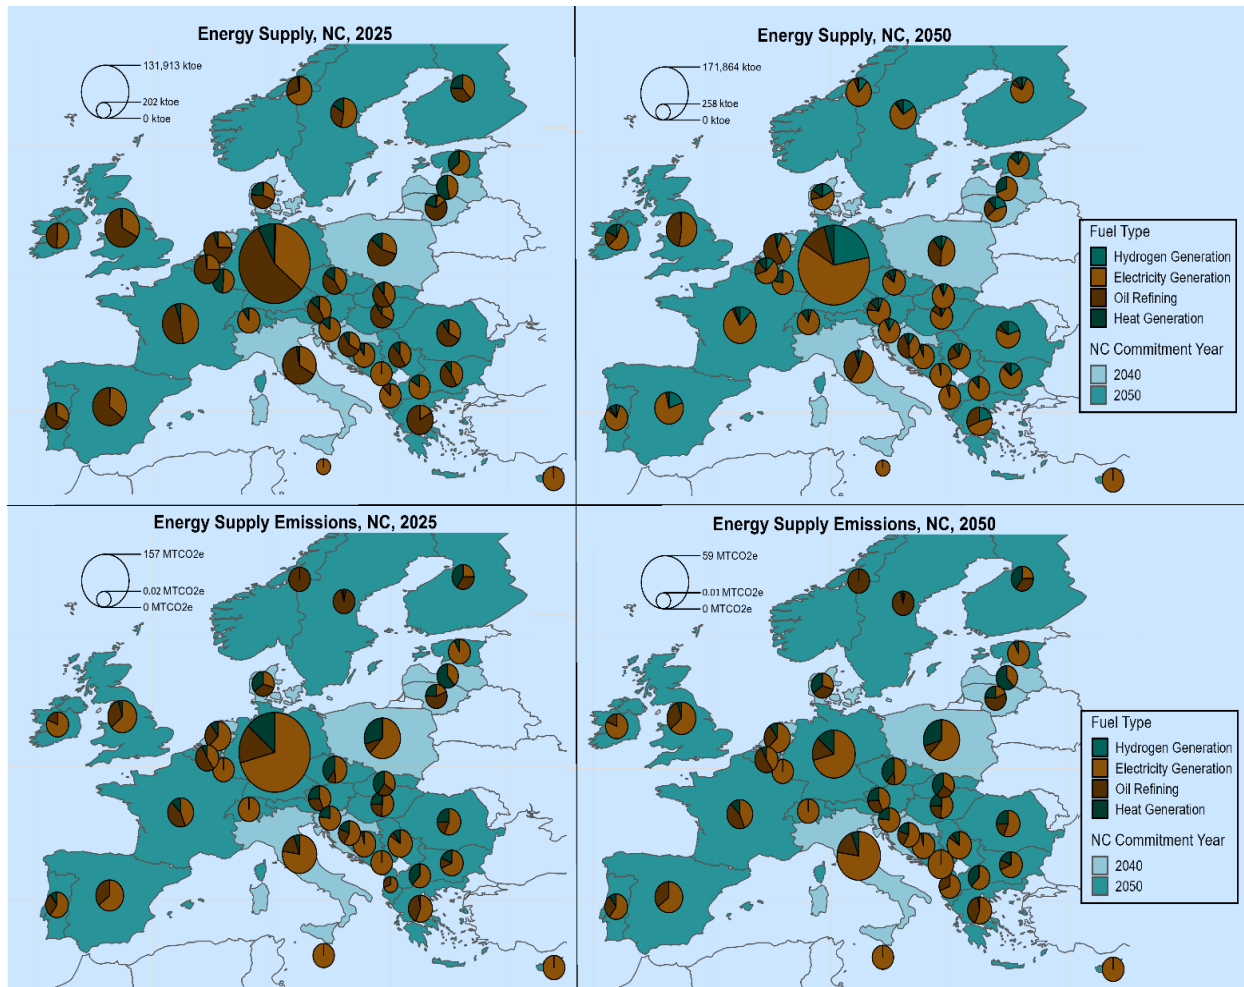 Energy Supply, NC, 2025
131,913 ktoe
202 ktoe
0 ktoe
Energy Supply, NC, 2050
171,864 ktoe
258 ktoe
0 ktoe
Fuel Type
Hydrogen Generation
Electricity Generation
Oil Refining
Heat Generation
NC Commitment Year
2040
2050
Energy Supply Emissions, NC, 2025
157 MTCO2e
0.02 MTCO2e
0 MTCO2e
Energy Supply Emissions, NC, 2050
59 MTCO2e
0.01 MTCO2e
0 MTCO2e
Fuel Type
Hydrogen Generation
Electricity Generation
Oil Refining
Heat Generation
NC Commitment Year
2040
2050